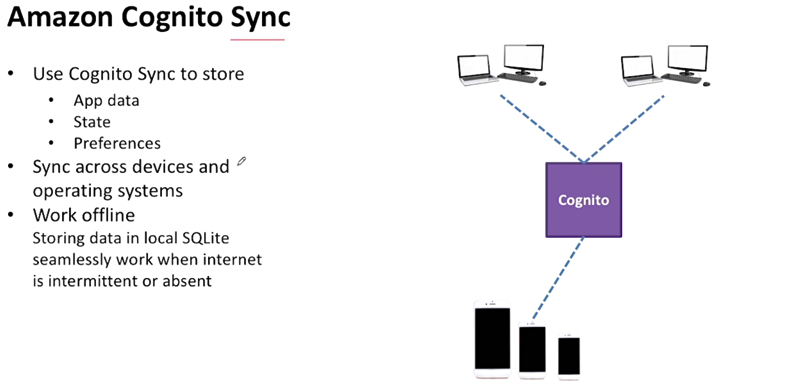 Amazon Cognito Sync
• Use Cognito Sync to store
• App data
• State
• Preferences
• Sync across devices and
operating systems
• Work offline
Storing data in local SQLite
seamlessly work when internet
is intermittent or absent
Cognito